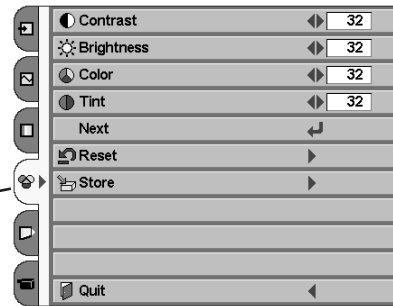 Contrast 32
Brightness 32
Color 32
Tint 32
Next
Reset
Store
Quit